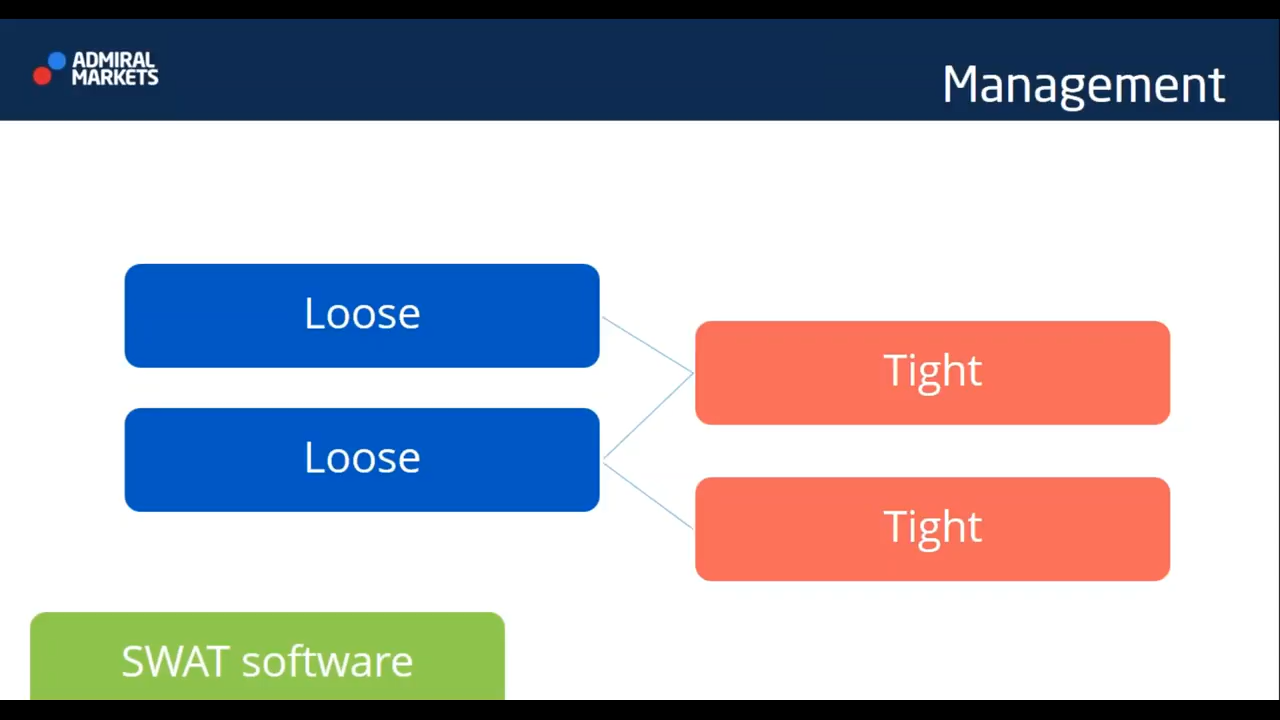 ADMIRAL
MARKETS
Management
Loose
Tight
Loose
Tight
SWAT software